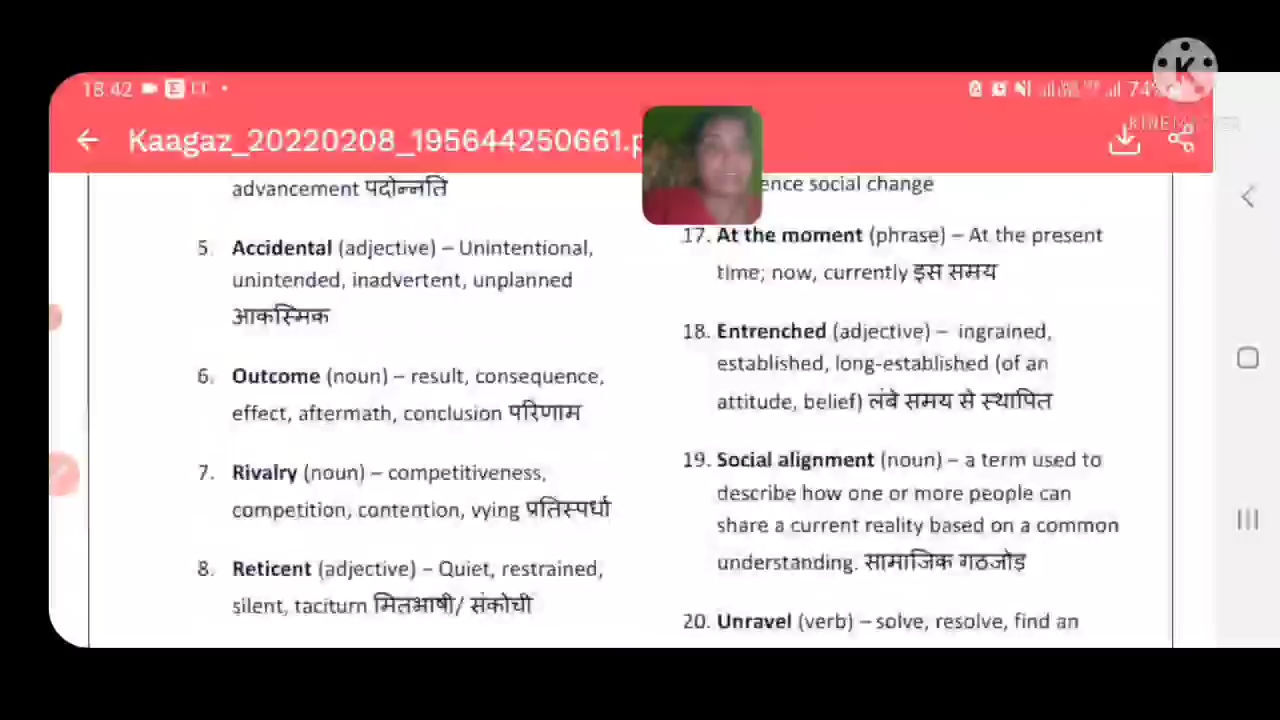 18:42
74%
Kaagaz_20220208_195644250661.p
KINEMASTER
advancement पदोन्नति
5. Accidental (adjective) – Unintentional,
unintended, inadvertent, unplanned
आकस्मिक
6. Outcome (noun) – result, consequence,
effect, aftermath, conclusion परिणाम
7. Rivalry (noun) – competitiveness,
competition, contention, vying प्रतिस्पर्धा
8. Reticent (adjective) – Quiet, restrained,
silent, taciturn मितभाषी/ संकोची
social change
17. At the moment (phrase) – At the present
time; now, currently इस समय
18. Entrenched (adjective) – ingrained,
established, long-established (of an
attitude, belief) लंबे समय से स्थापित
19. Social alignment (noun) – a term used to
describe how one or more people can
share a current reality based on a common
understanding. सामाजिक गठजोड़
20. Unravel (verb) – solve, resolve, find an